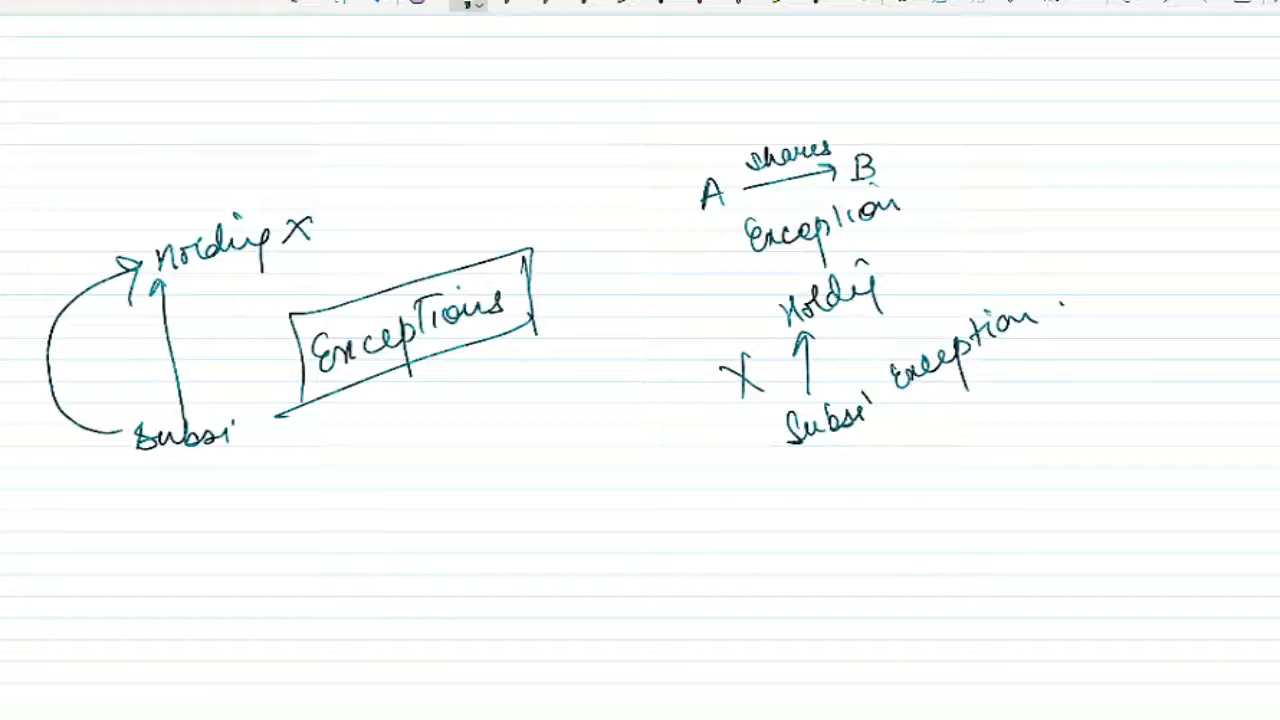 Holding X
Exceptions
Subsi
shares
A → B
Exception
Holding
X ↑
Subsi Exception.